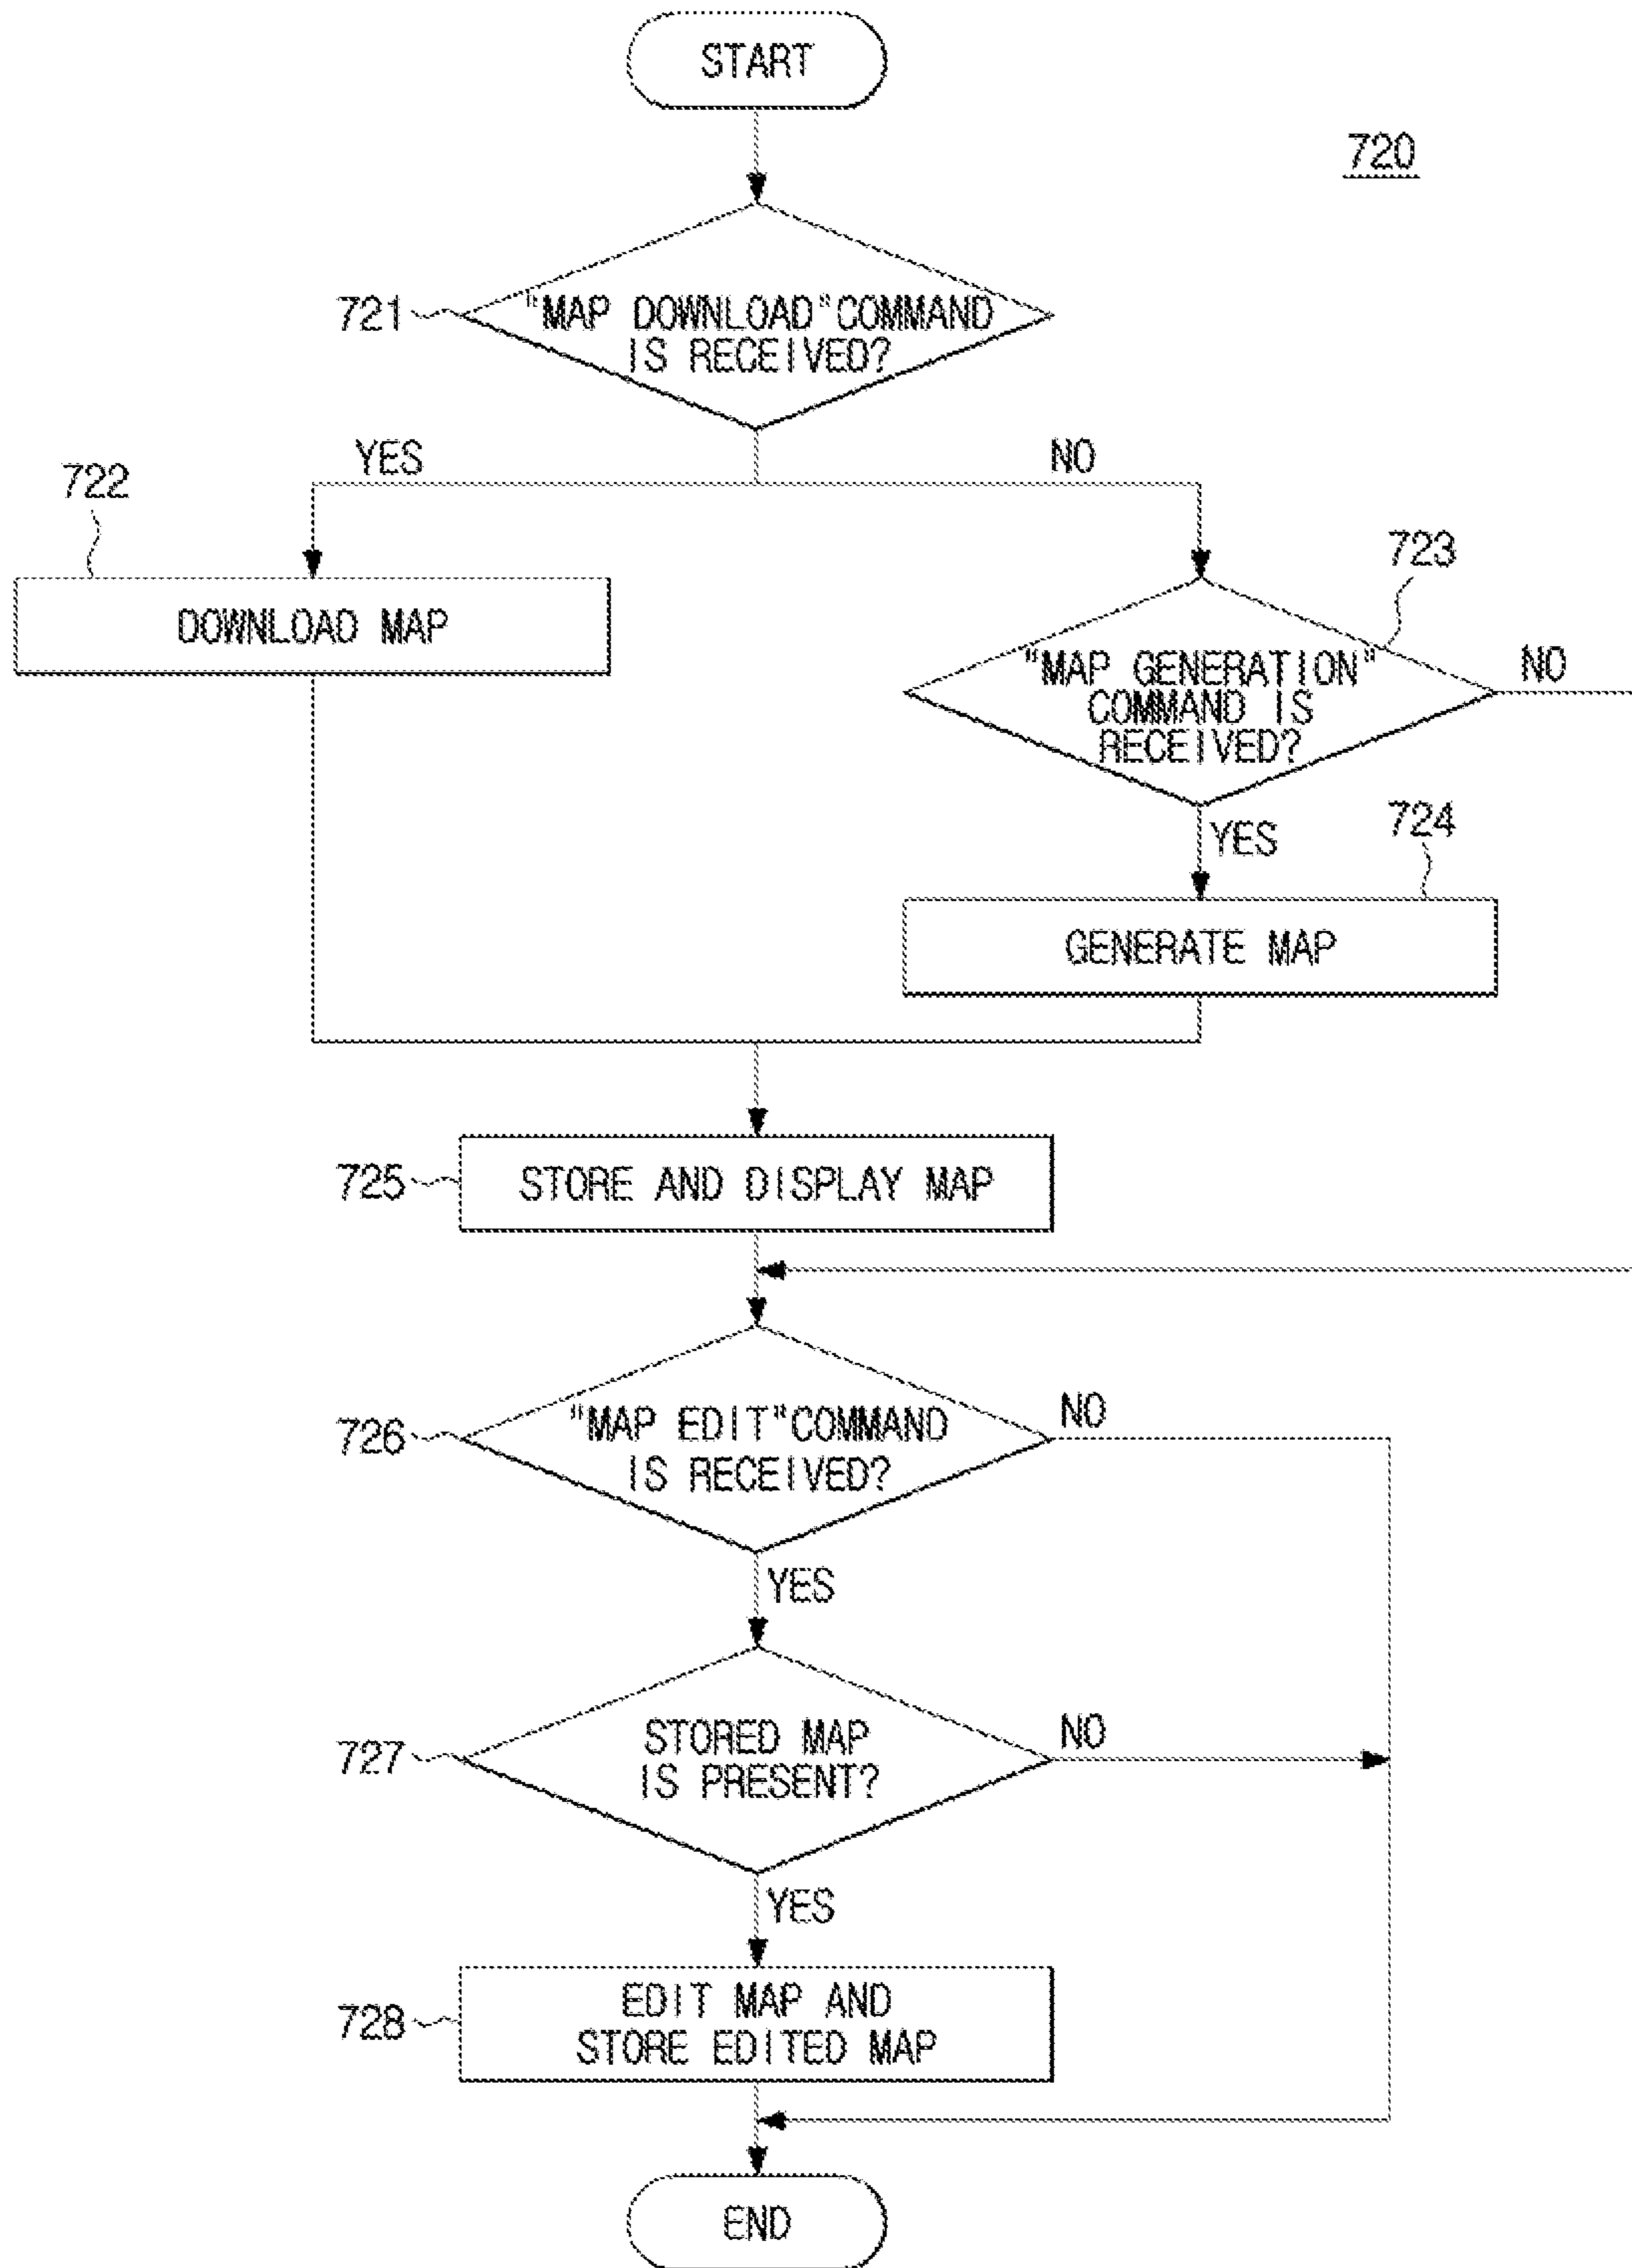 START
720
721
"MAP DOWNLOAD"COMMAND
IS RECEIVED?
YES
NO
722
DOWNLOAD MAP
723
"MAP GENERATION"
COMMAND IS
RECEIVED?
NO
YES
724
GENERATE MAP
725
STORE AND DISPLAY MAP
726
"MAP EDIT"COMMAND
IS RECEIVED?
NO
YES
727
STORED MAP
IS PRESENT?
NO
YES
728
EDIT MAP AND
STORE EDITED MAP
END